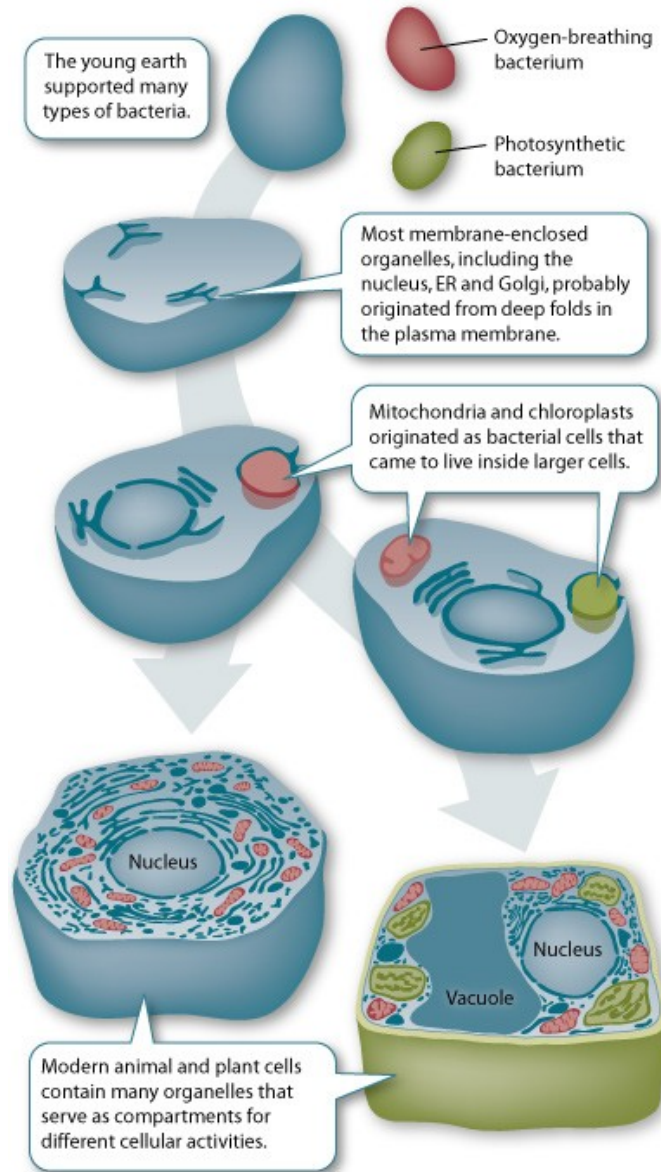 The young earth
supported many
types of bacteria.
Oxygen-breathing
bacterium
Photosynthetic
bacterium
Most membrane-enclosed
organelles, including the
nucleus, ER and Golgi, probably
originated from deep folds in
the plasma membrane.
Mitochondria and chloroplasts
originated as bacterial cells that
came to live inside larger cells.
Nucleus
Nucleus
Vacuole
Modern animal and plant cells
contain many organelles that
serve as compartments for
different cellular activities.